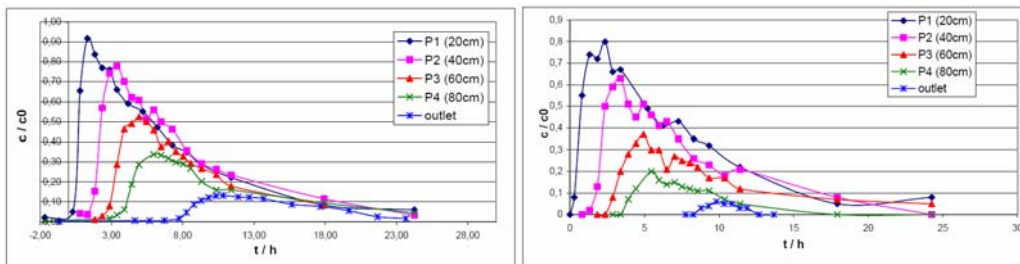 1,00
0,90
0,80
0,70
0,60
0,50
0,40
0,30
0,20
0,10
0,00
c / c0
-2,00 3,00 8,00 13,00 18,00 23,00 28,00
t / h
P1 (20cm)
P2 (40cm)
P3 (60cm)
P4 (80cm)
outlet
0,9
0,8
0,7
0,6
0,5
0,4
0,3
0,2
0,1
0
c / c0
0 5 10 15 20 25 30
t / h
P1 (20cm)
P2 (40cm)
P3 (60cm)
P4 (80cm)
outlet